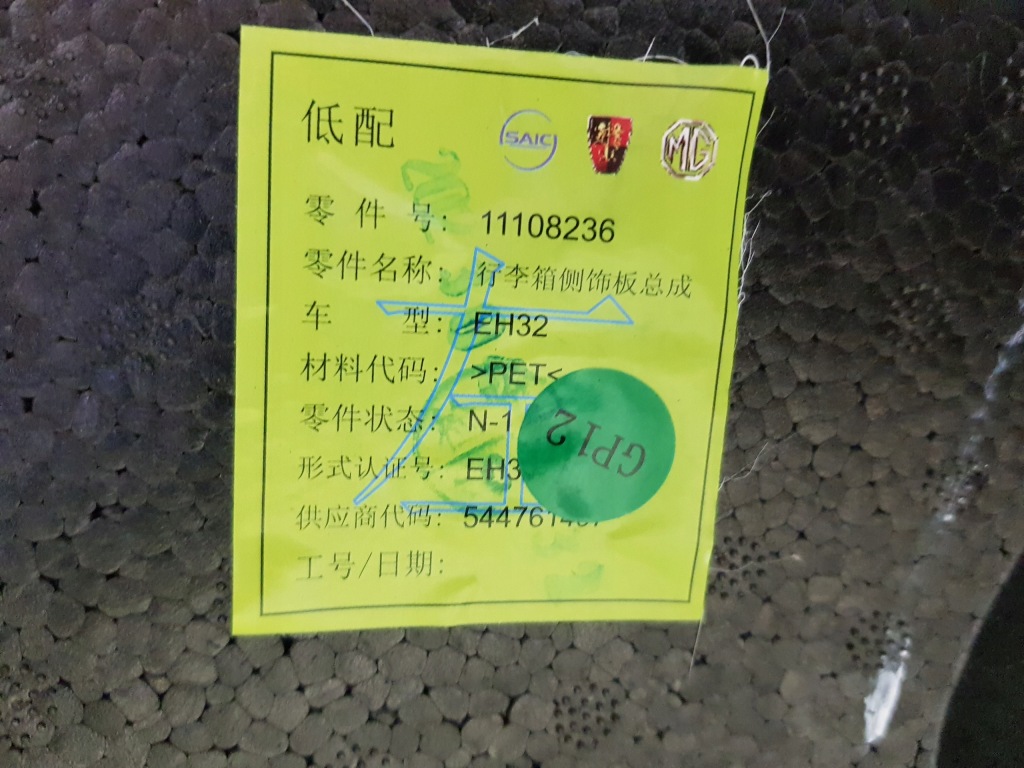 低配 SAIC MG
零件号: 11108236
零件名称: 行李箱侧饰板总成
车型: EH32
材料代码: >PET<
零件状态: N-1
右
GP12
形式认证号: EH3
供应商代码: 544761
工号/日期: